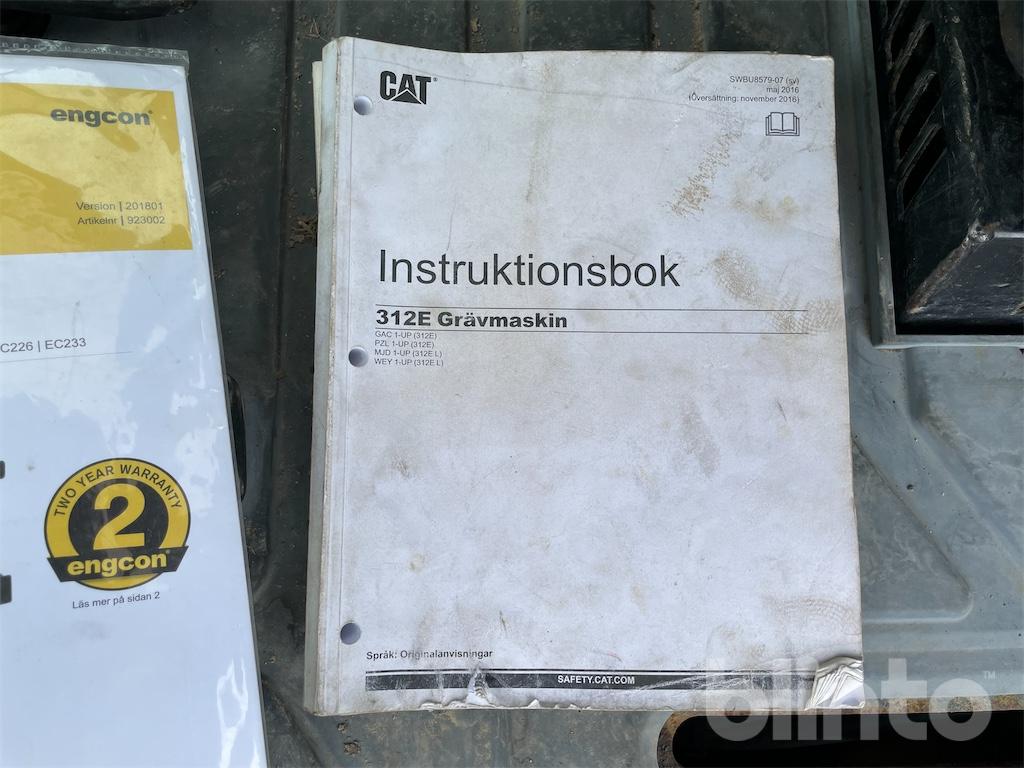 engcon
Version | 201801
Artikelnr | 923002
C226 | EC233
TWO YEAR WARRANTY
2
engcon
Läs mer på sidan 2
CAT
SWBU8579-07 (sv)
maj 2016
(Översättning: november 2016)
Instruktionsbok
312E Grävmaskin
GAC 1-UP (312E)
PZL 1-UP (312E)
MJD 1-UP (312E L)
WEY 1-UP (312E L)
Språk: Originalanvisningar
SAFETY.CAT.COM
blinto™